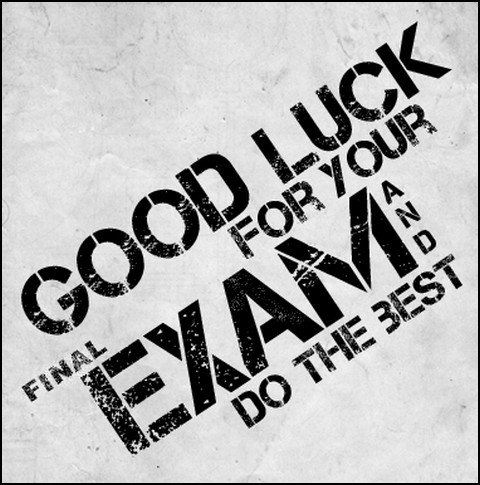 GOOD LUCK
FOR YOUR
FINAL EXAM AND
DO THE BEST